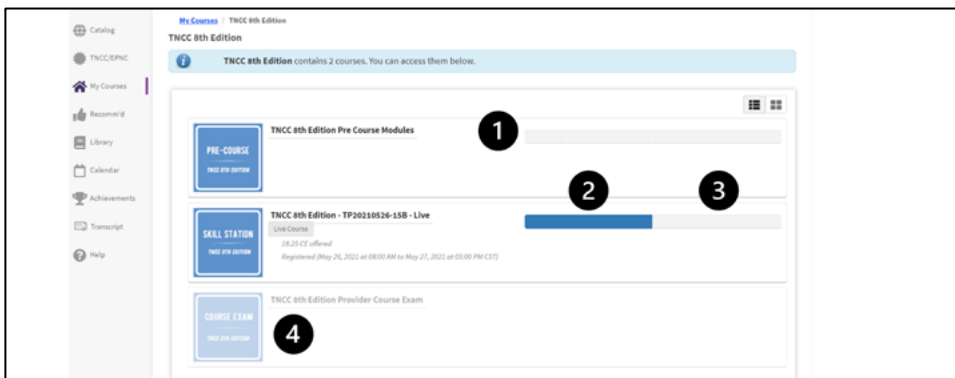 My Courses / TNCC 8th Edition
TNCC 8th Edition
TNCC 8th Edition contains 2 courses. You can access them below.
Catalog
TNCC/EPNC
My Courses
Recomm'd
Library
Calendar
Achievements
Transcript
Help
PRE-COURSE
TNCC 8TH EDITION
TNCC 8th Edition Pre Course Modules
1
SKILL STATION
TNCC 8TH EDITION
TNCC 8th Edition - TP20210526-15B - Live
Live Course
18.25 CE offered
Registered (May 26, 2021 at 08:00 AM to May 27, 2021 at 05:00 PM CST)
2
3
COURSE EXAM
TNCC 8TH EDITION
TNCC 8th Edition Provider Course Exam
4